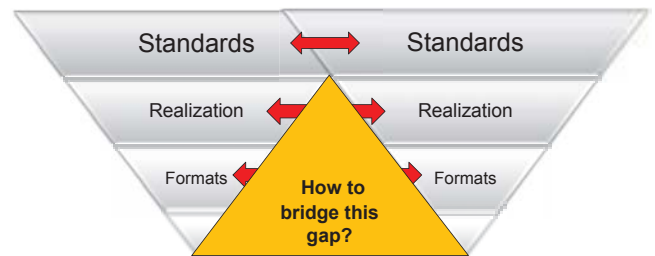 Standards Standards
Realization Realization
Formats Formats
How to
bridge this
gap?